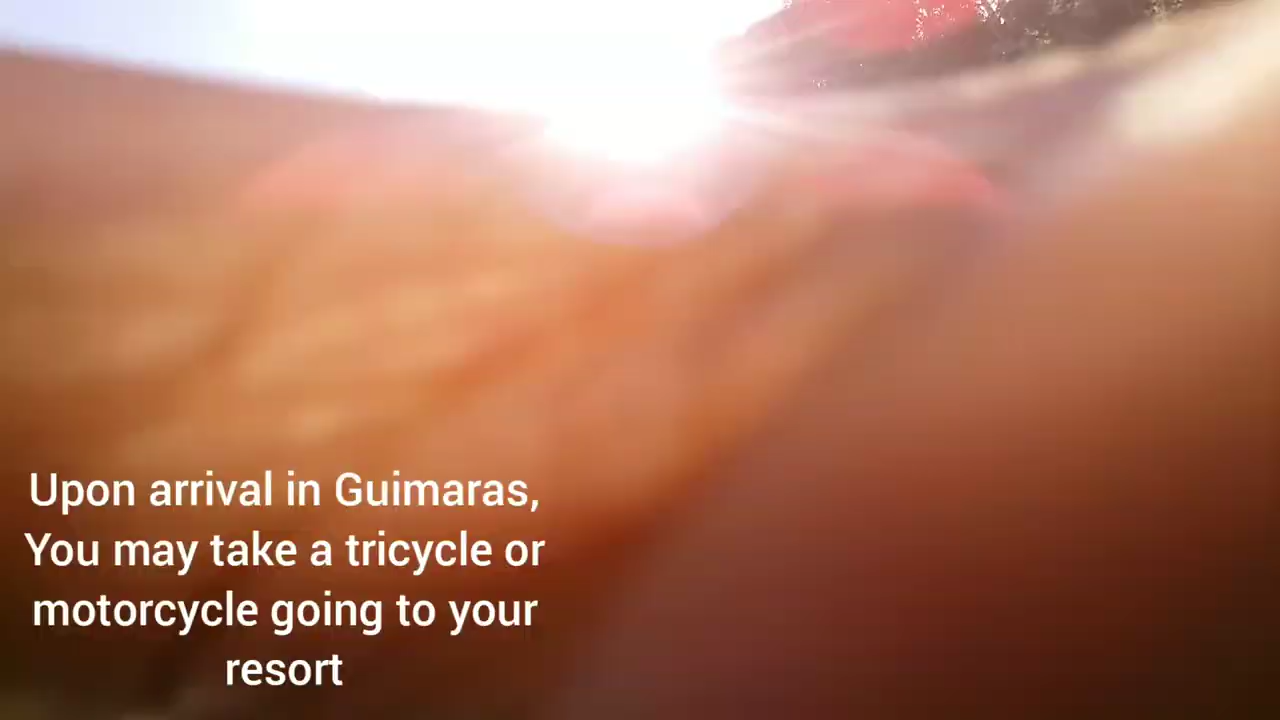 Upon arrival in Guimaras,
You may take a tricycle or
motorcycle going to your
resort